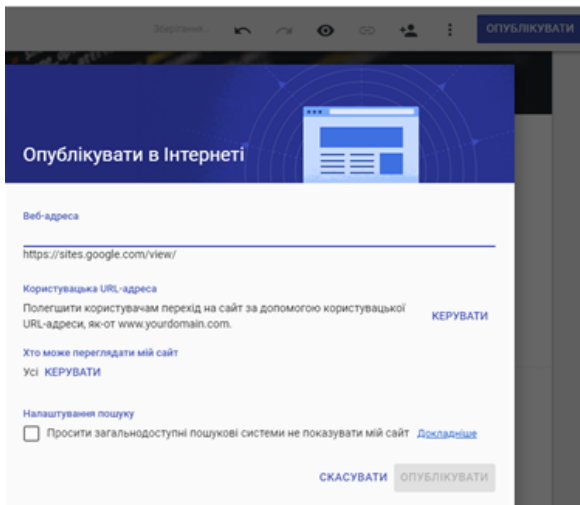 Зберігання...
ОПУБЛІКУВАТИ
Опублікувати в Інтернеті
Веб-адреса
https://sites.google.com/view/
Користувацька URL-адреса
Полегшити користувачам перехід на сайт за допомогою користувацької
URL-адреси, як-от www.yourdomain.com.
КЕРУВАТИ
Хто може переглядати мій сайт
Усі КЕРУВАТИ
Налаштування пошуку
Просити загальнодоступні пошукові системи не показувати мій сайт Докладніше
СКАСУВАТИ ОПУБЛІКУВАТИ